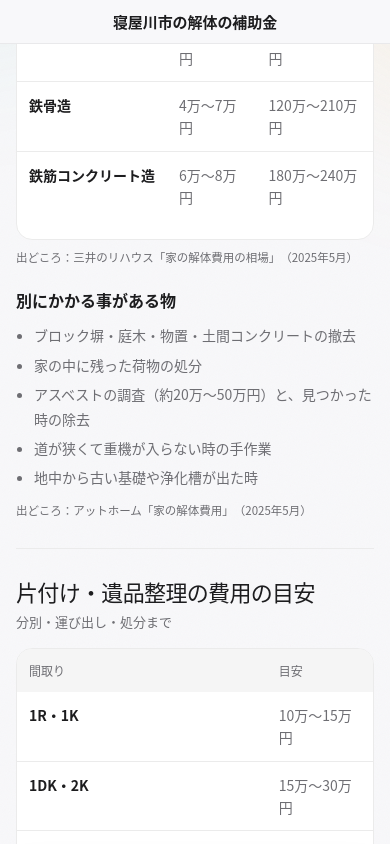 寝屋川市の解体の補助金
円 円
鉄骨造 4万〜7万円 120万〜210万円
鉄筋コンクリート造 6万〜8万円 180万〜240万円
出どころ：三井のリハウス「家の解体費用の相場」（2025年5月）
別にかかる事がある物
• ブロック塀・庭木・物置・土間コンクリートの撤去
• 家の中に残った荷物の処分
• アスベストの調査（約20万〜50万円）と、見つかった
時の除去
• 道が狭くて重機が入らない時の手作業
• 地中から古い基礎や浄化槽が出た時
出どころ：アットホーム「家の解体費用」（2025年5月）
片付け・遺品整理の費用の目安
分別・運び出し・処分まで
間取り 目安
1R・1K 10万〜15万円
1DK・2K 15万〜30万円